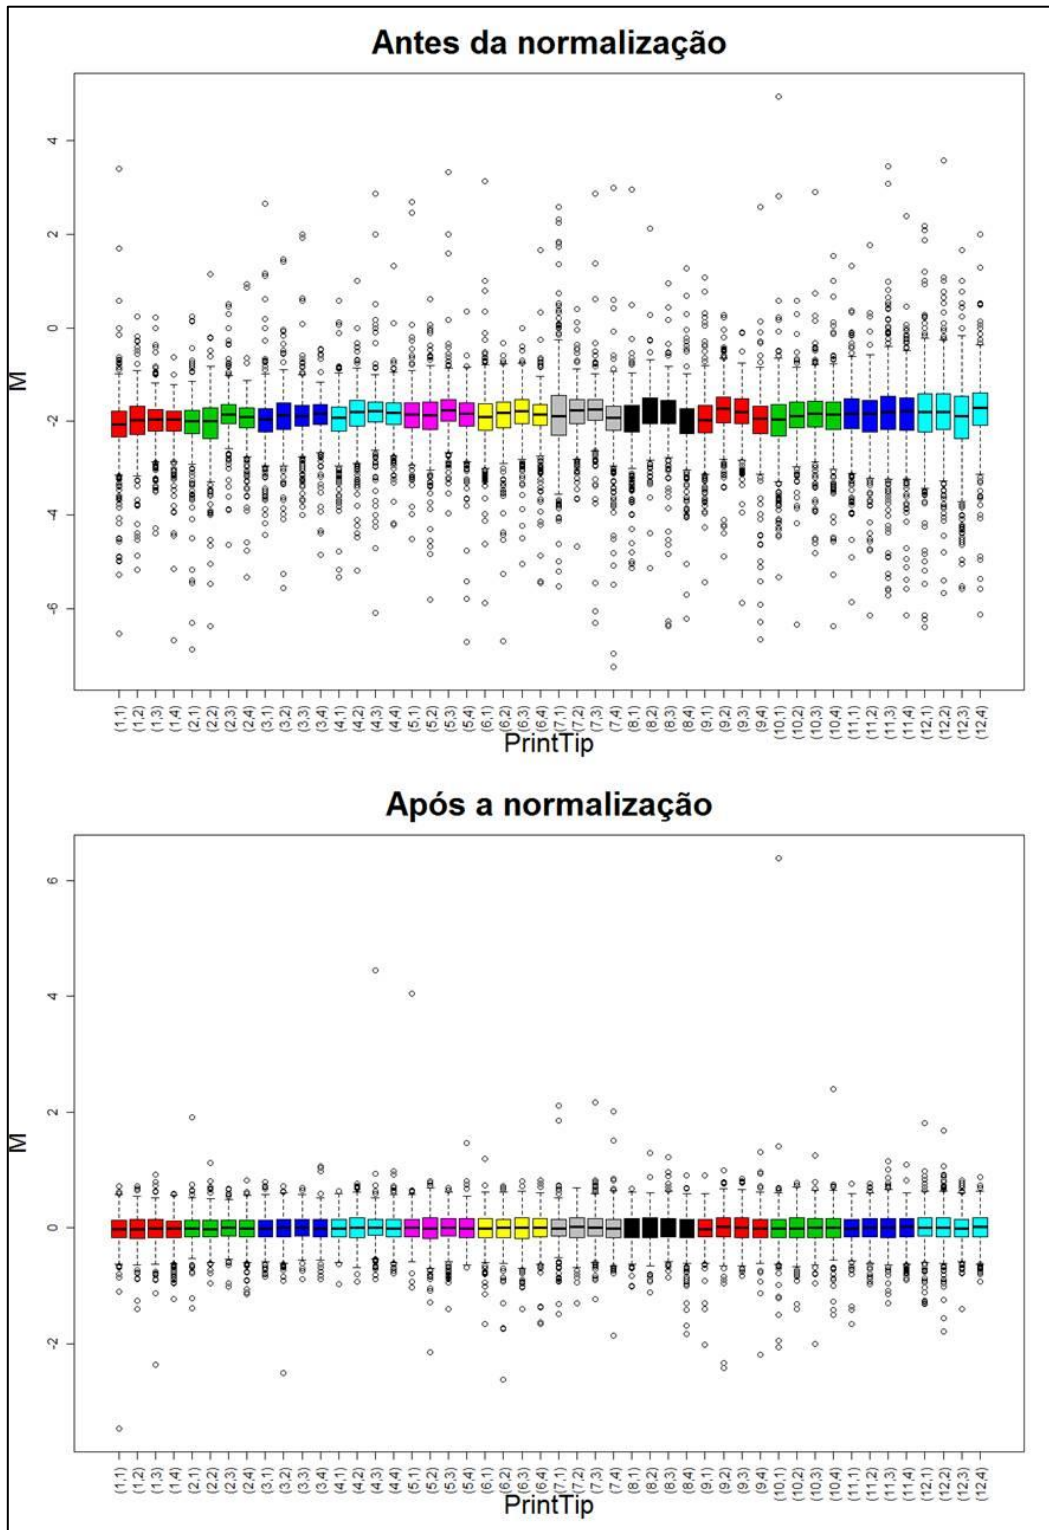 Antes da normalização
4
2
0
-2
-4
-6
M
(1,1) (1,2) (1,3) (1,4) (2,1) (2,2) (2,3) (2,4) (3,1) (3,2) (3,3) (3,4) (4,1) (4,2) (4,3) (4,4) (5,1) (5,2) (5,3) (5,4) (6,1) (6,2) (6,3) (6,4) (7,1) (7,2) (7,3) (7,4) (8,1) (8,2) (8,3) (8,4) (9,1) (9,2) (9,3) (9,4) (10,1) (10,2) (10,3) (10,4) (11,1) (11,2) (11,3) (11,4) (12,1) (12,2) (12,3) (12,4)
PrintTip
Após a normalização
6
4
2
0
-2
M
(1,1) (1,2) (1,3) (1,4) (2,1) (2,2) (2,3) (2,4) (3,1) (3,2) (3,3) (3,4) (4,1) (4,2) (4,3) (4,4) (5,1) (5,2) (5,3) (5,4) (6,1) (6,2) (6,3) (6,4) (7,1) (7,2) (7,3) (7,4) (8,1) (8,2) (8,3) (8,4) (9,1) (9,2) (9,3) (9,4) (10,1) (10,2) (10,3) (10,4) (11,1) (11,2) (11,3) (11,4) (12,1) (12,2) (12,3) (12,4)
PrintTip